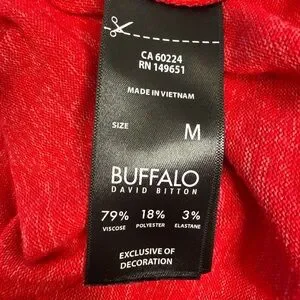 CA 60224
RN 149651
MADE IN VIETNAM
SIZE M
BUFFALO
DAVID BITTON
79% 18% 3%
VISCOSE POLYESTER ELASTANE
EXCLUSIVE OF
DECORATION